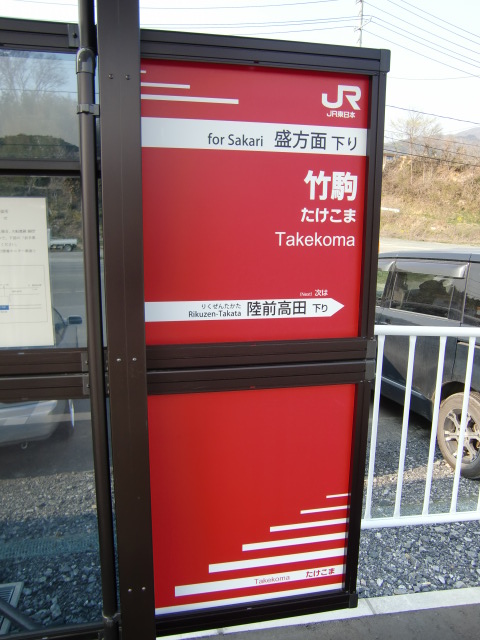 JR
JR東日本
for Sakari 盛方面 下り
竹駒
たけこま
Takekoma
(Next) 次は
りくぜんたかた
Rikuzen-Takata 陸前高田 下り
Takekoma たけこま